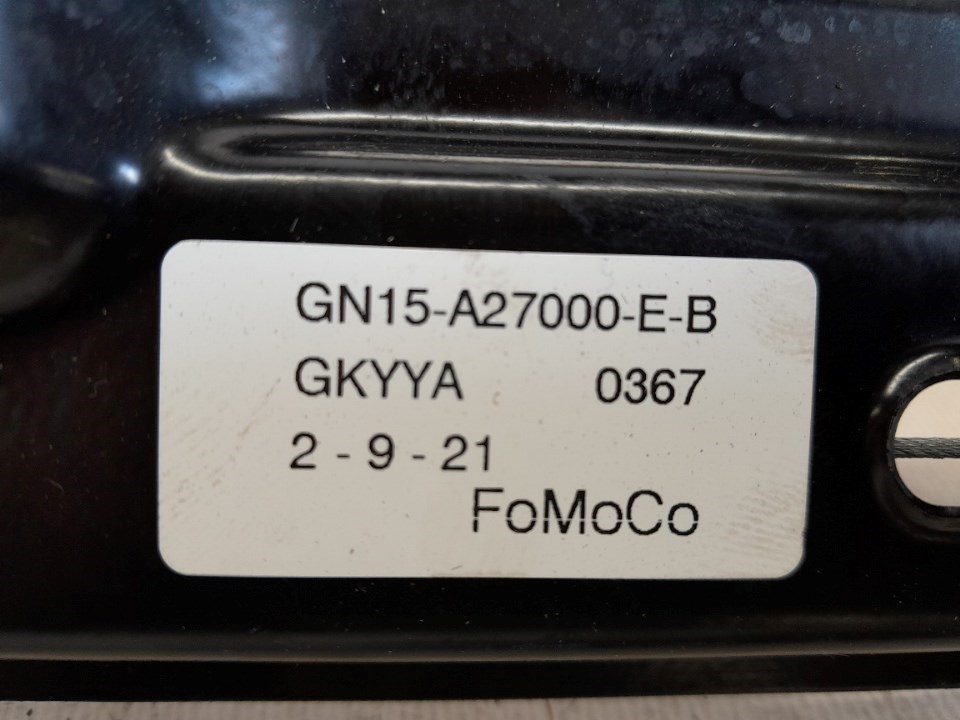 GN15-A27000-E-B
GKYYA 0367
2 - 9 - 21
FoMoCo